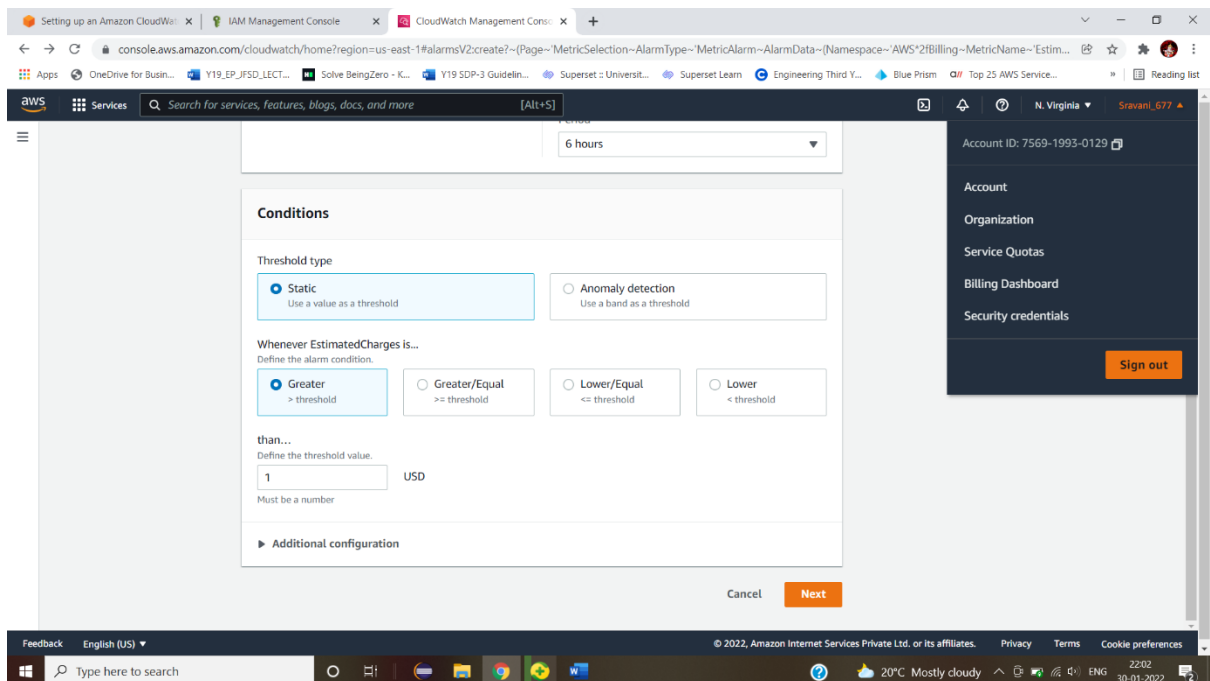 Setting up an Amazon CloudWat
IAM Management Console
CloudWatch Management Conso
console.aws.amazon.com/cloudwatch/home?region=us-east-1#alarmsV2:create?~(Page~'MetricSelection~AlarmType~'MetricAlarm~AlarmData~(Namespace~'AWS*2fBilling~MetricName~'Estim...
Apps OneDrive for Busin... Y19_EP_JFSD_LECT... Solve BeingZero - K... Y19 SDP-3 Guidelin... Superset :: Universit... Superset Learn Engineering Third Y... Blue Prism Top 25 AWS Service... » Reading list
aws Services Search for services, features, blogs, docs, and more [Alt+S] N. Virginia ▼ Sravani_677 ▲
Period
6 hours
Account ID: 7569-1993-0129
Account
Organization
Service Quotas
Billing Dashboard
Security credentials
Sign out
Conditions
Threshold type
Static
Use a value as a threshold
Anomaly detection
Use a band as a threshold
Whenever EstimatedCharges is...
Define the alarm condition.
Greater
> threshold
Greater/Equal
>= threshold
Lower/Equal
<= threshold
Lower
< threshold
than...
Define the threshold value.
1 USD
Must be a number
Additional configuration
Cancel Next
Feedback English (US) ▼ © 2022, Amazon Internet Services Private Ltd. or its affiliates. Privacy Terms Cookie preferences
Type here to search 20°C Mostly cloudy ENG 22:02
30-01-2022